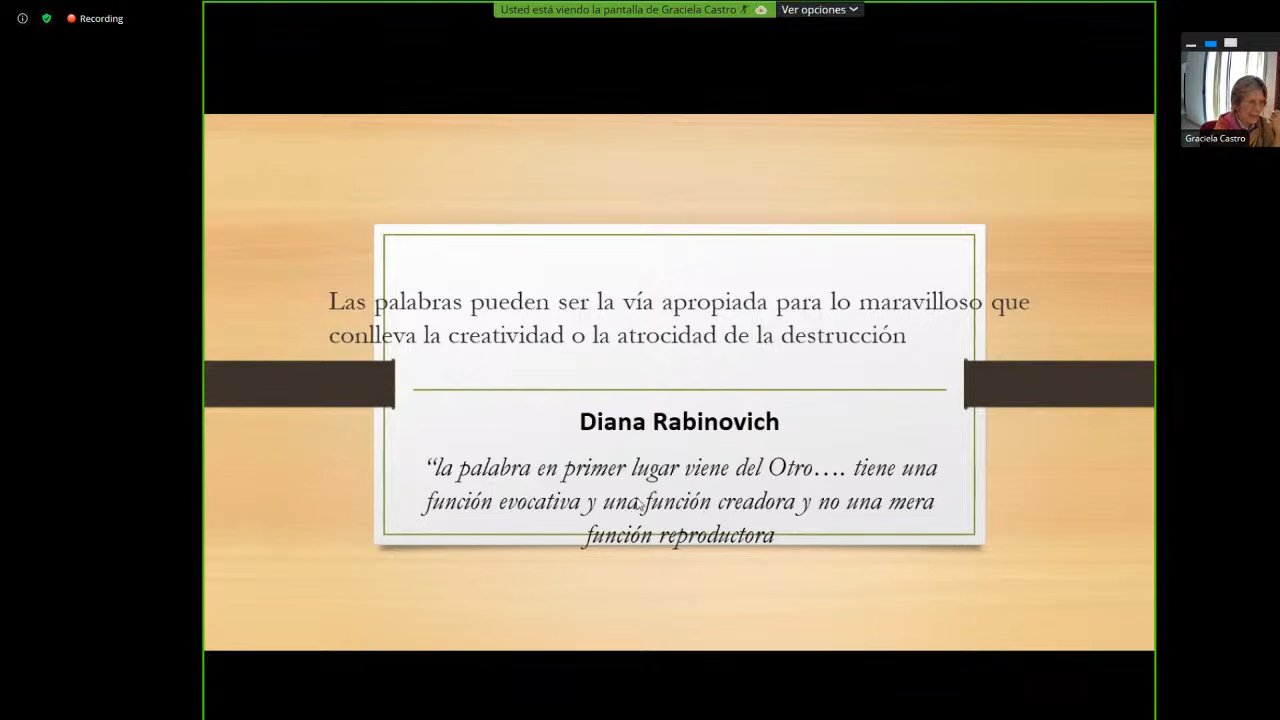 Recording
Usted está viendo la pantalla de Graciela Castro
Ver opciones
Graciela Castro
Las palabras pueden ser la vía apropiada para lo maravilloso que
conlleva la creatividad o la atrocidad de la destrucción
Diana Rabinovich
“la palabra en primer lugar viene del Otro…. tiene una
función evocativa y una función creadora y no una mera
función reproductora